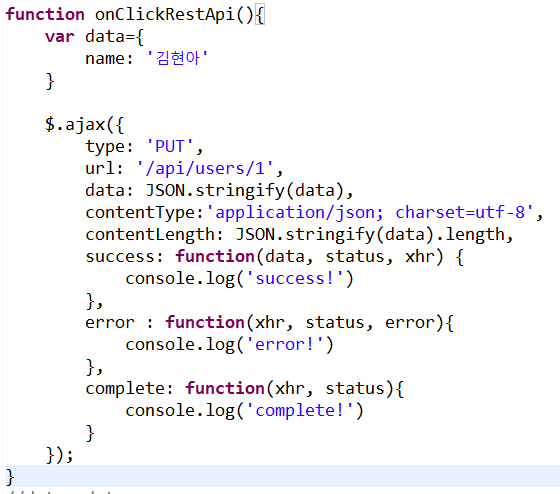 function onClickRestApi(){
    var data={
        name: '김현아'
    }

    $.ajax({
        type: 'PUT',
        url: '/api/users/1',
        data: JSON.stringify(data),
        contentType:'application/json; charset=utf-8',
        contentLength: JSON.stringify(data).length,
        success: function(data, status, xhr) {
            console.log('success!')
        },
        error : function(xhr, status, error){
            console.log('error!')
        },
        complete: function(xhr, status){
            console.log('complete!')
        }
    });
}